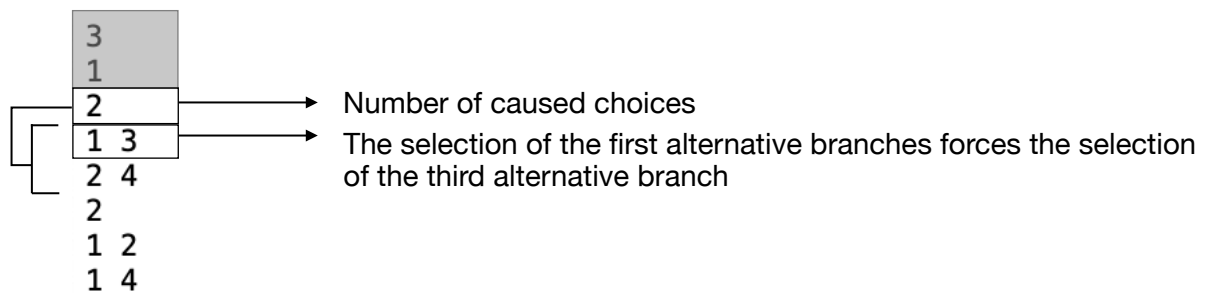 3
1
2
Number of caused choices
1 3
The selection of the first alternative branches forces the selection
of the third alternative branch
2 4
2
1 2
1 4